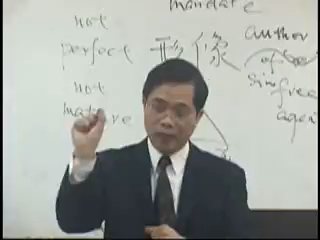 mandate
not
perfect 形像 author
of
sin
not free
mature agen